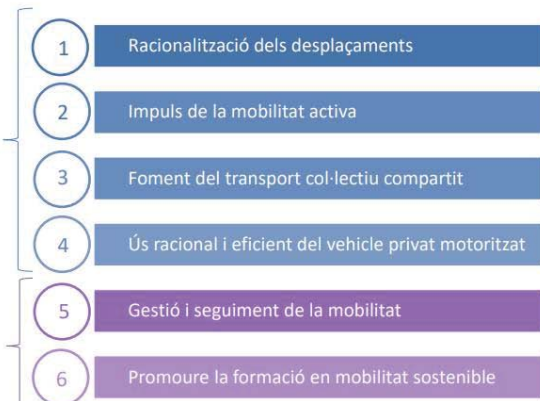 1 Racionalització dels desplaçaments
2 Impuls de la mobilitat activa
3 Foment del transport col·lectiu compartit
4 Ús racional i eficient del vehicle privat motoritzat
5 Gestió i seguiment de la mobilitat
6 Promoure la formació en mobilitat sostenible